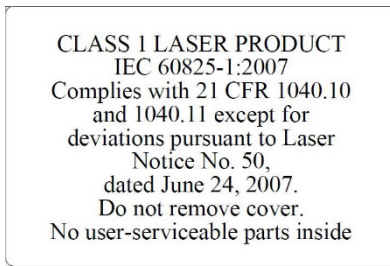 CLASS 1 LASER PRODUCT
IEC 60825-1:2007
Complies with 21 CFR 1040.10
and 1040.11 except for
deviations pursuant to Laser
Notice No. 50,
dated June 24, 2007.
Do not remove cover.
No user-serviceable parts inside